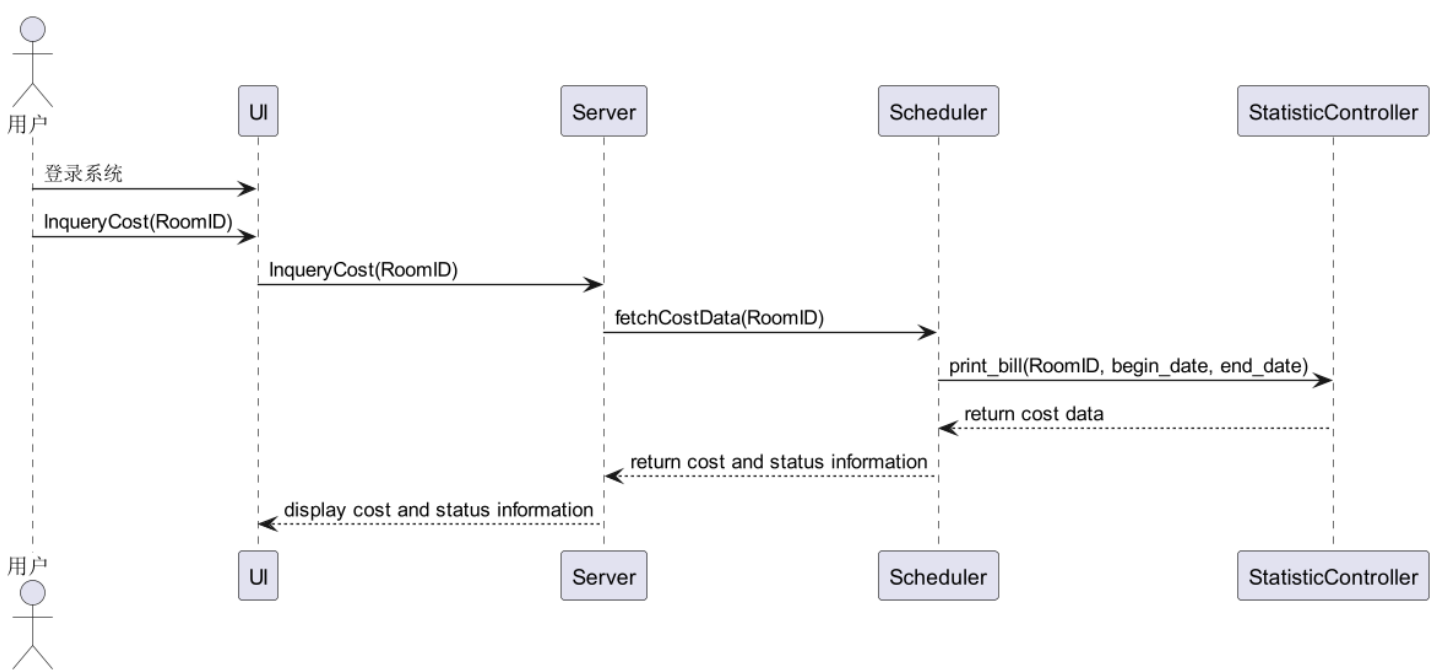 用户
UI
Server
Scheduler
StatisticController
登录系统
InqueryCost(RoomID)
InqueryCost(RoomID)
fetchCostData(RoomID)
print_bill(RoomID, begin_date, end_date)
return cost data
return cost and status information
display cost and status information
用户
UI
Server
Scheduler
StatisticController